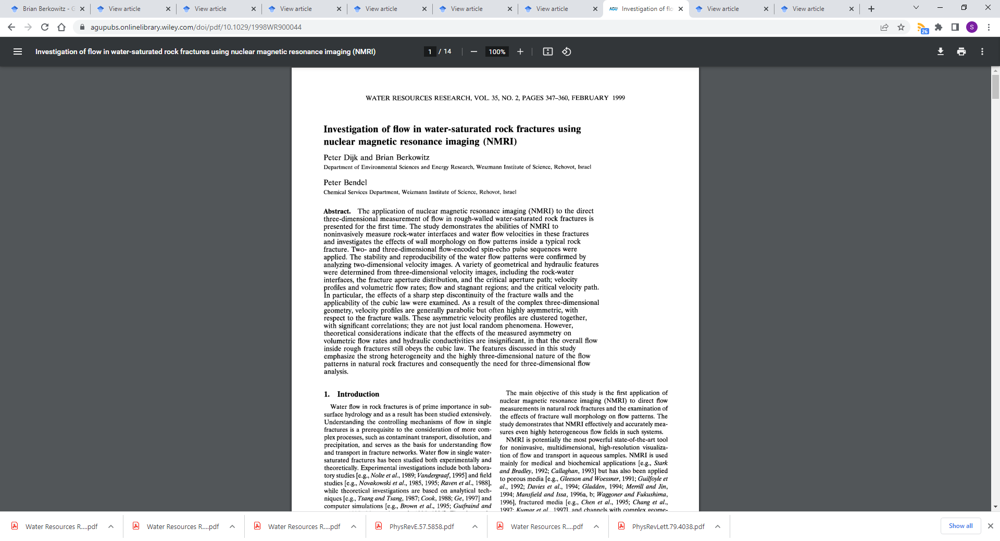 Brian Berkowitz - G
View article
View article
View article
View article
View article
View article
AGU Investigation of flo
View article
View article
agupubs.onlinelibrary.wiley.com/doi/pdf/10.1029/1998WR900044
26
S
Investigation of flow in water-saturated rock fractures using nuclear magnetic resonance imaging (NMRI)
1 / 14
100%
WATER RESOURCES RESEARCH, VOL. 35, NO. 2, PAGES 347–360, FEBRUARY 1999
Investigation of flow in water-saturated rock fractures using
nuclear magnetic resonance imaging (NMRI)
Peter Dijk and Brian Berkowitz
Department of Environmental Sciences and Energy Research, Weizmann Institute of Science, Rehovot, Israel
Peter Bendel
Chemical Services Department, Weizmann Institute of Science, Rehovot, Israel
Abstract. The application of nuclear magnetic resonance imaging (NMRI) to the direct
three-dimensional measurement of flow in rough-walled water-saturated rock fractures is
presented for the first time. The study demonstrates the abilities of NMRI to
noninvasively measure rock-water interfaces and water flow velocities in these fractures
and investigates the effects of wall morphology on flow patterns inside a typical rock
fracture. Two- and three-dimensional flow-encoded spin-echo pulse sequences were
applied. The stability and reproducibility of the water flow patterns were confirmed by
analyzing two-dimensional velocity images. A variety of geometrical and hydraulic features
were determined from three-dimensional velocity images, including the rock-water
interfaces, the fracture aperture distribution, and the critical aperture path; velocity
profiles and volumetric flow rates; flow and stagnant regions; and the critical velocity path.
In particular, the effects of a sharp step discontinuity of the fracture walls and the
applicability of the cubic law were examined. As a result of the complex three-dimensional
geometry, velocity profiles are generally parabolic but often highly asymmetric, with
respect to the fracture walls. These asymmetric velocity profiles are clustered together,
with significant correlations; they are not just local random phenomena. However,
theoretical considerations indicate that the effects of the measured asymmetry on
volumetric flow rates and hydraulic conductivities are insignificant, in that the overall flow
inside rough fractures still obeys the cubic law. The features discussed in this study
emphasize the strong heterogeneity and the highly three-dimensional nature of the flow
patterns in natural rock fractures and consequently the need for three-dimensional flow
analysis.
1. Introduction
Water flow in rock fractures is of prime importance in sub-
surface hydrology and as a result has been studied extensively.
Understanding the controlling mechanisms of flow in single
fractures is a prerequisite to the consideration of more com-
plex processes, such as contaminant transport, dissolution, and
precipitation, and serves as the basis for understanding flow
and transport in fracture networks. Water flow in single water-
saturated fractures has been studied both experimentally and
theoretically. Experimental investigations include both labora-
tory studies [e.g., Nolte et al., 1989; Vandergraaf, 1995] and field
studies [e.g., Novakowski et al., 1985, 1995; Raven et al., 1988],
while theoretical investigations are based on analytical tech-
niques [e.g., Tsang and Tsang, 1987; Cook, 1988; Ge, 1997] and
computer simulations [e.g., Brown et al., 1995; Gutfraind and
The main objective of this study is the first application of
nuclear magnetic resonance imaging (NMRI) to direct flow
measurements in natural rock fractures and the examination of
the effects of fracture wall morphology on flow patterns. The
study demonstrates that NMRI effectively and accurately mea-
sures even highly heterogeneous flow fields in such systems.
NMRI is potentially the most powerful state-of-the-art tool
for noninvasive, multidimensional, high-resolution visualiza-
tion of flow and transport in aqueous samples. NMRI is used
mainly for medical and biochemical applications [e.g., Stark
and Bradley, 1992; Callaghan, 1993] but has also been applied
to porous media [e.g., Gleeson and Woessner, 1991; Guilfoyle et
al., 1992; Davies et al., 1994; Gladden, 1994; Merrill and Jin,
1994; Mansfield and Issa, 1996a, b; Waggoner and Fukushima,
1996], fractured media [e.g., Chen et al., 1995; Chang et al.,
1997; Kumar et al., 1997], and channels with complex geome-
Water Resources R....pdf
Water Resources R....pdf
Water Resources R....pdf
PhysRevE.57.5858.pdf
Water Resources R....pdf
PhysRevLett.79.4038.pdf
Show all